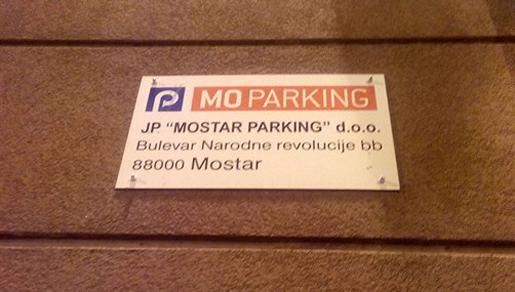 P MO PARKING
JP. "MOSTAR PARKING" d.o.o.
Bulevar Narodne revolucije bb
88000 Mostar